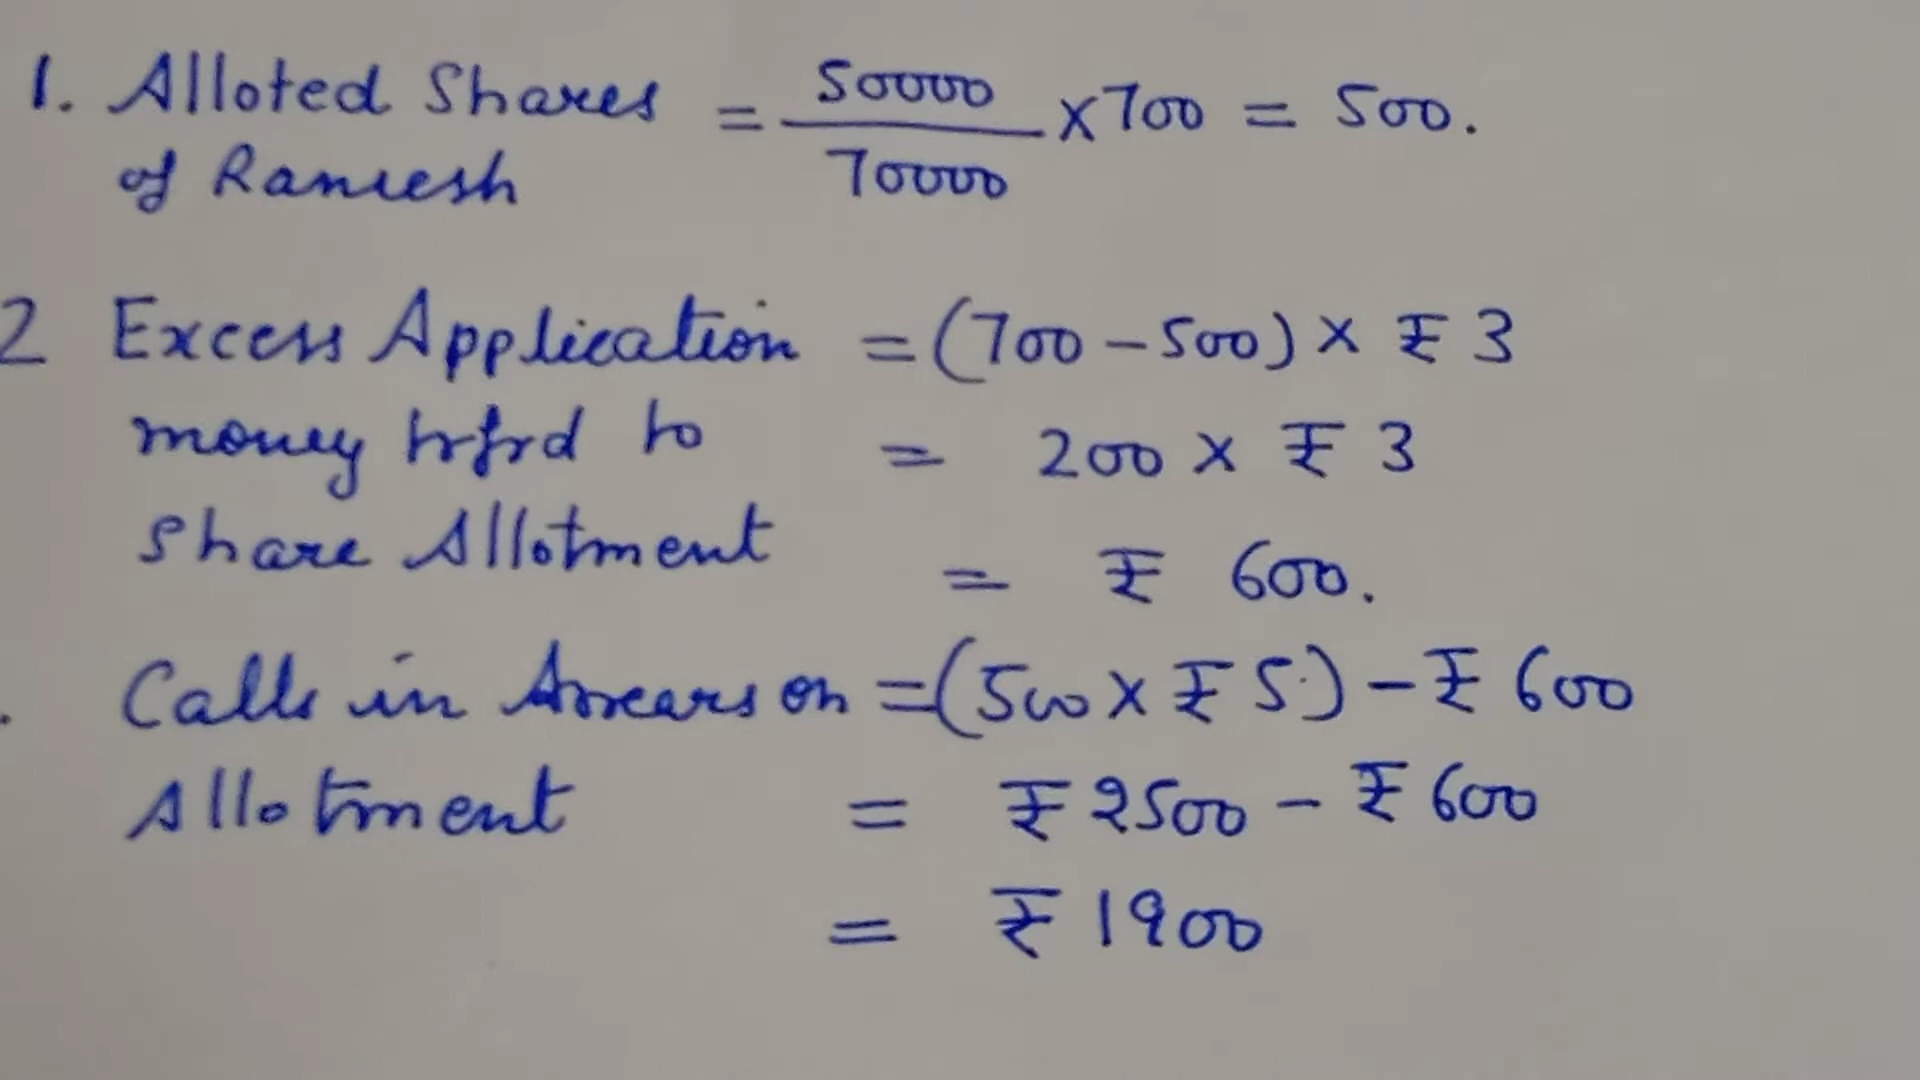 1. Alloted Shares = 50000 / 70000 × 700 = 500.
of Ramesh
2 Excess Application = (700 - 500) × ₹ 3
money trfrd to = 200 × ₹ 3
Share Allotment = ₹ 600.
. Calls in Arrears on = (500 × ₹ 5) - ₹ 600
Allotment = ₹ 2500 - ₹ 600
= ₹ 1900